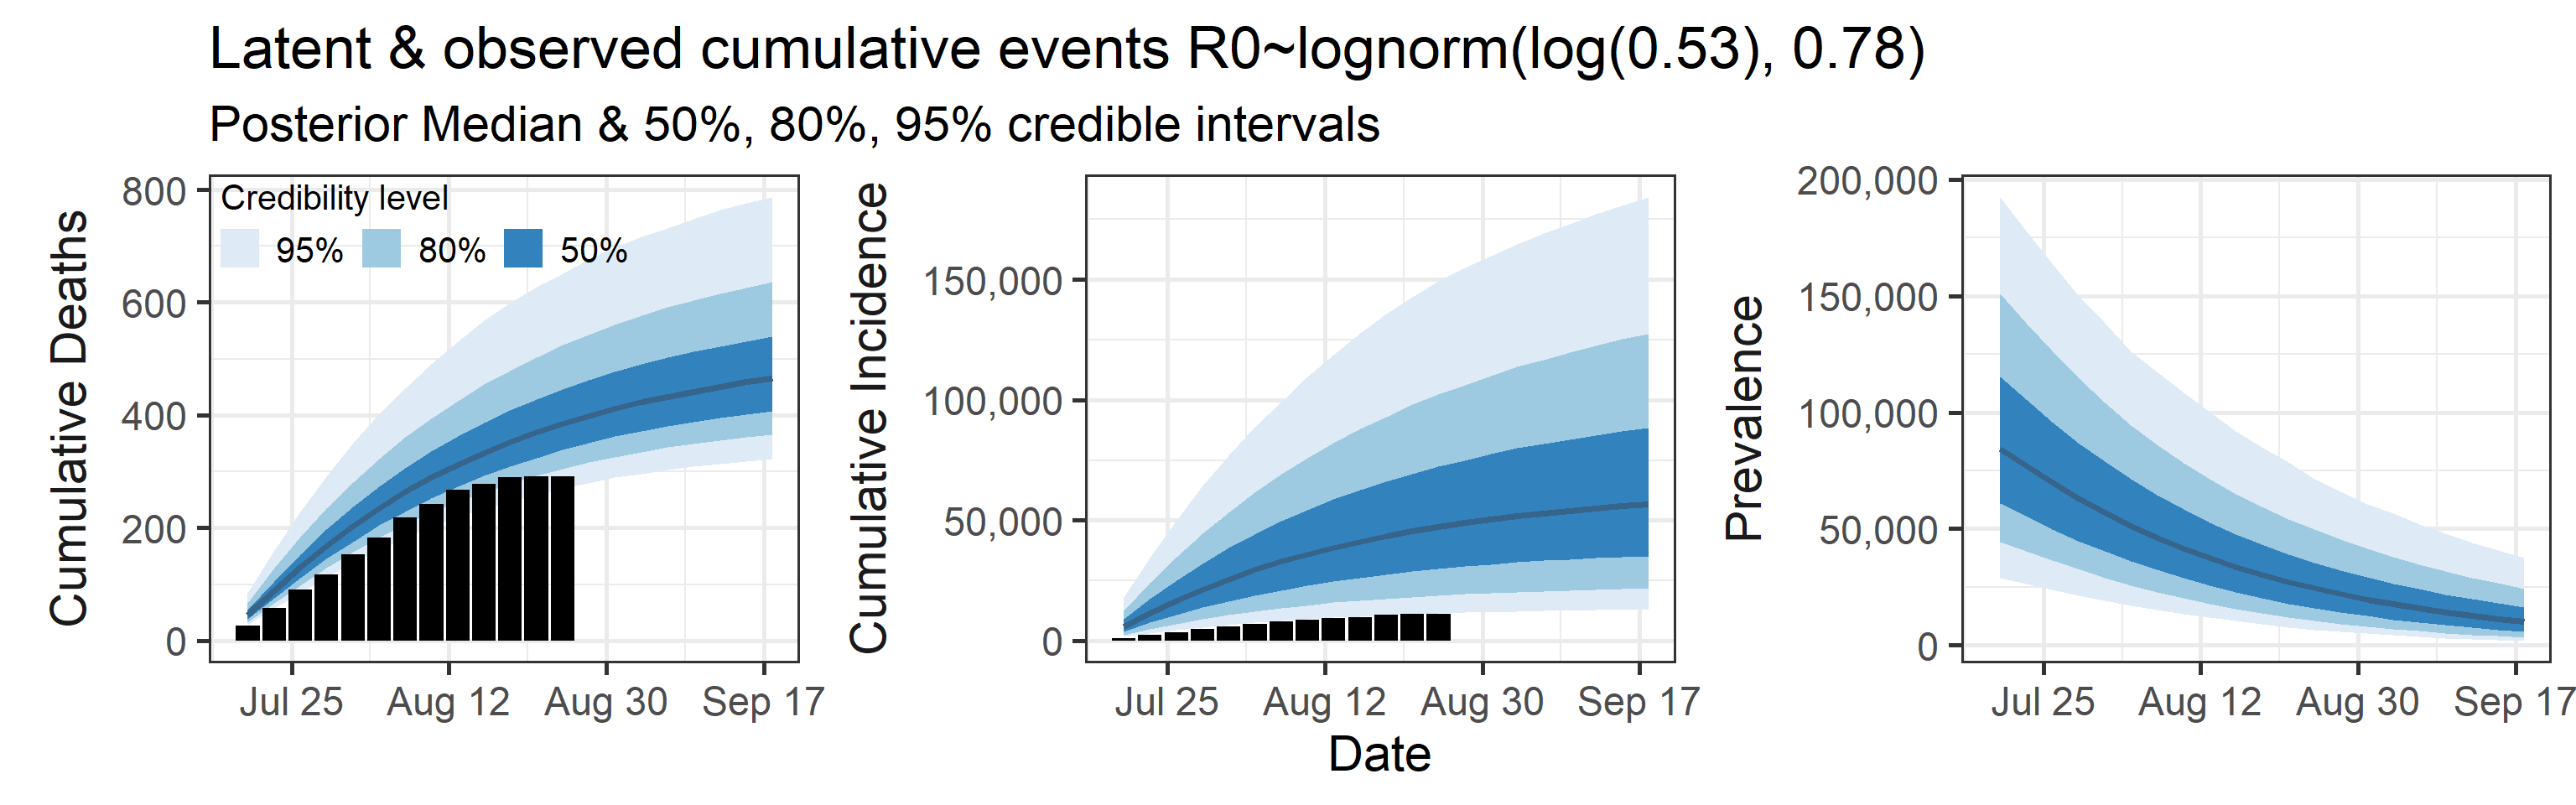 Latent & observed cumulative events R0~lognorm(log(0.53), 0.78)
Posterior Median & 50%, 80%, 95% credible intervals
Cumulative Deaths
800
600
400
200
0
Credibility level
95% 80% 50%
Jul 25 Aug 12 Aug 30 Sep 17
Cumulative Incidence
150,000
100,000
50,000
0
Jul 25 Aug 12 Aug 30 Sep 17
Date
Prevalence
200,000
150,000
100,000
50,000
0
Jul 25 Aug 12 Aug 30 Sep 17